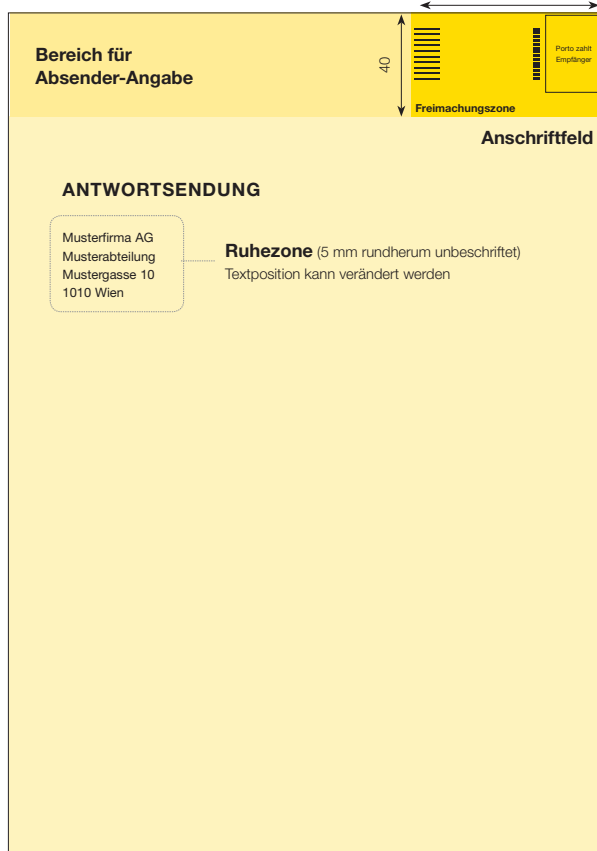 Bereich für
Absender-Angabe
40
Porto zahlt
Empfänger
Freimachungszone
Anschriftfeld
ANTWORTSENDUNG
Musterfirma AG
Musterabteilung
Mustergasse 10
1010 Wien
Ruhezone (5 mm rundherum unbeschriftet)
Textposition kann verändert werden